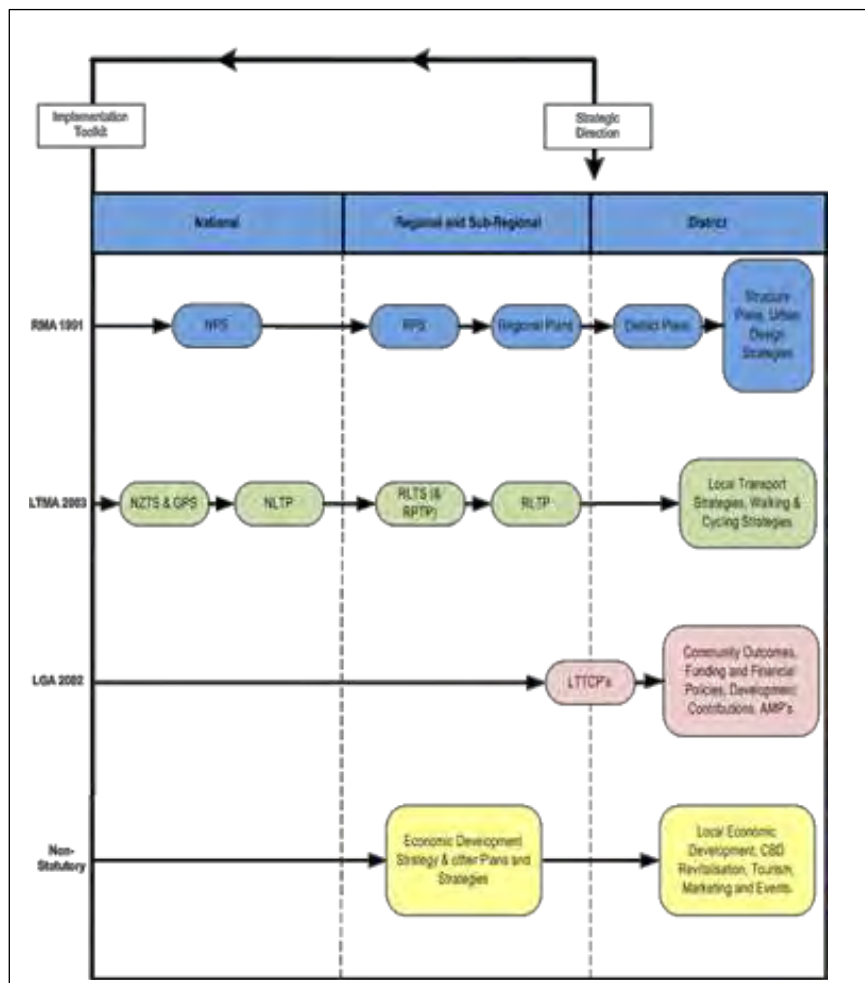 Implementation
Toolkit
Strategic
Direction
National
Regional and Sub-Regional
District
RMA 1991
NPS
RPS
Regional Plans
District Plans
Structure
Plans, Urban
Design
Strategies
LTMA 2003
NZTS & GPS
NLTP
RLTS (&
RPTP)
RLTP
Local Transport
Strategies, Walking &
Cycling Strategies
LGA 2002
LTTCP's
Community Outcomes,
Funding and Financial
Policies, Development
Contributions, AMP's
Non-
Statutory
Economic Development
Strategy & other Plans and
Strategies
Local Economic
Development, CBD
Revitalisation, Tourism,
Marketing and Events